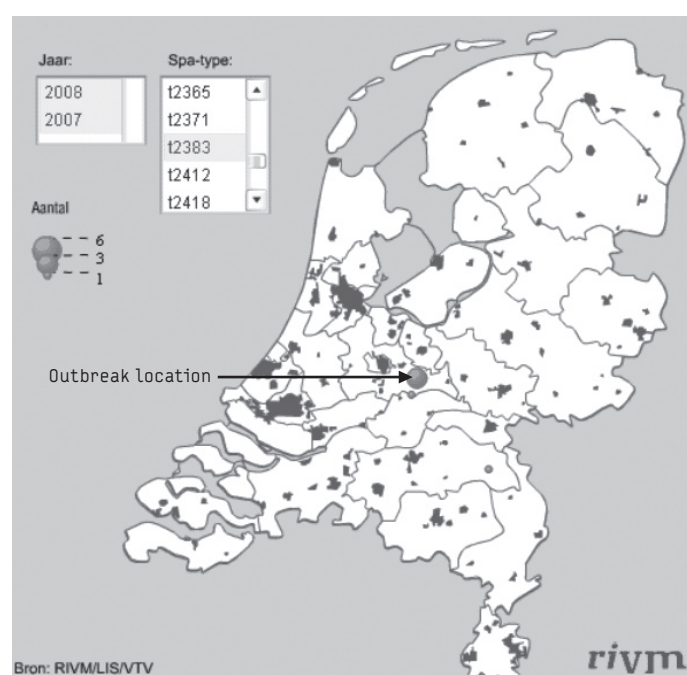 Jaar:
2008
2007
Spa-type:
t2365
t2371
t2383
t2412
t2418
Aantal
6
3
1
Outbreak location
Bron: RIVM/LIS/VTV
rivm